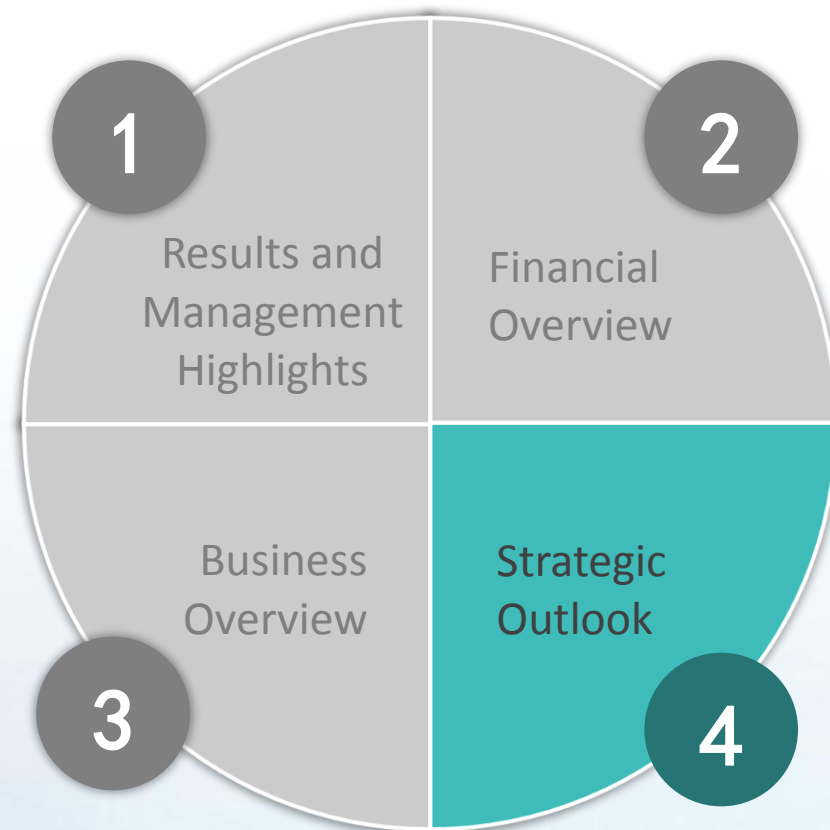 1
Results and
Management
Highlights
2
Financial
Overview
3
Business
Overview
4
Strategic
Outlook